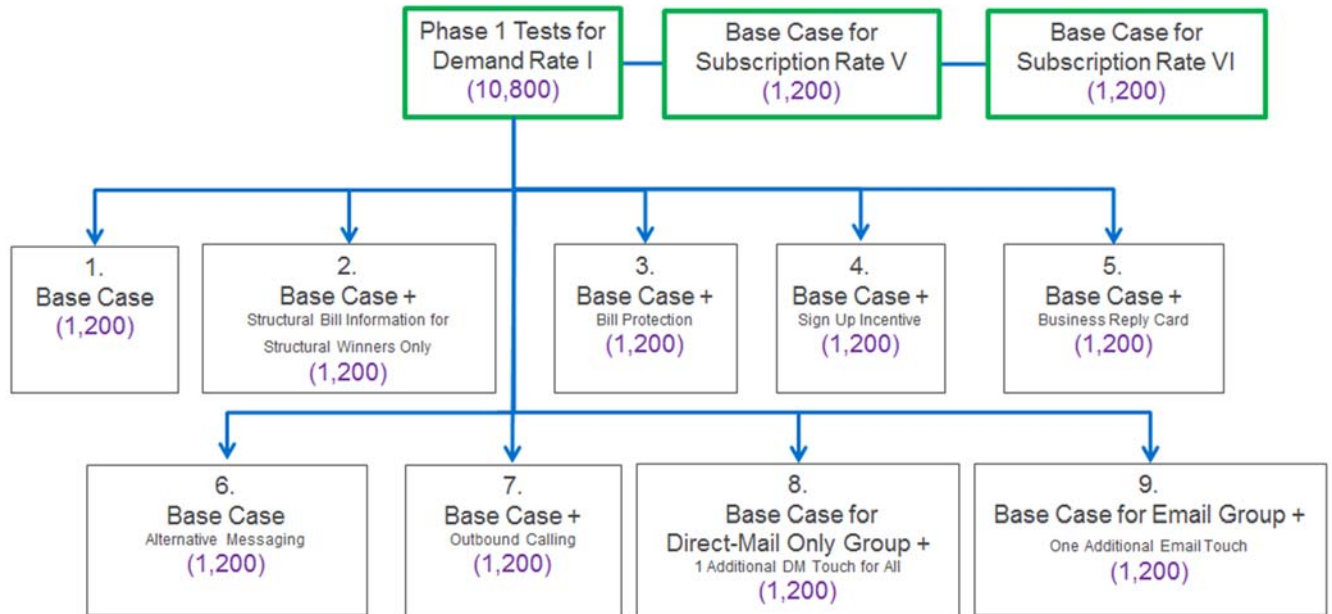 Phase 1 Tests for
Demand Rate I
(10,800)
Base Case for
Subscription Rate V
(1,200)
Base Case for
Subscription Rate VI
(1,200)
1.
Base Case
(1,200)
2.
Base Case +
Structural Bill Information for
Structural Winners Only
(1,200)
3.
Base Case +
Bill Protection
(1,200)
4.
Base Case +
Sign Up Incentive
(1,200)
5.
Base Case +
Business Reply Card
(1,200)
6.
Base Case
Alternative Messaging
(1,200)
7.
Base Case +
Outbound Calling
(1,200)
8.
Base Case for
Direct-Mail Only Group +
1 Additional DM Touch for All
(1,200)
9.
Base Case for Email Group +
One Additional Email Touch
(1,200)